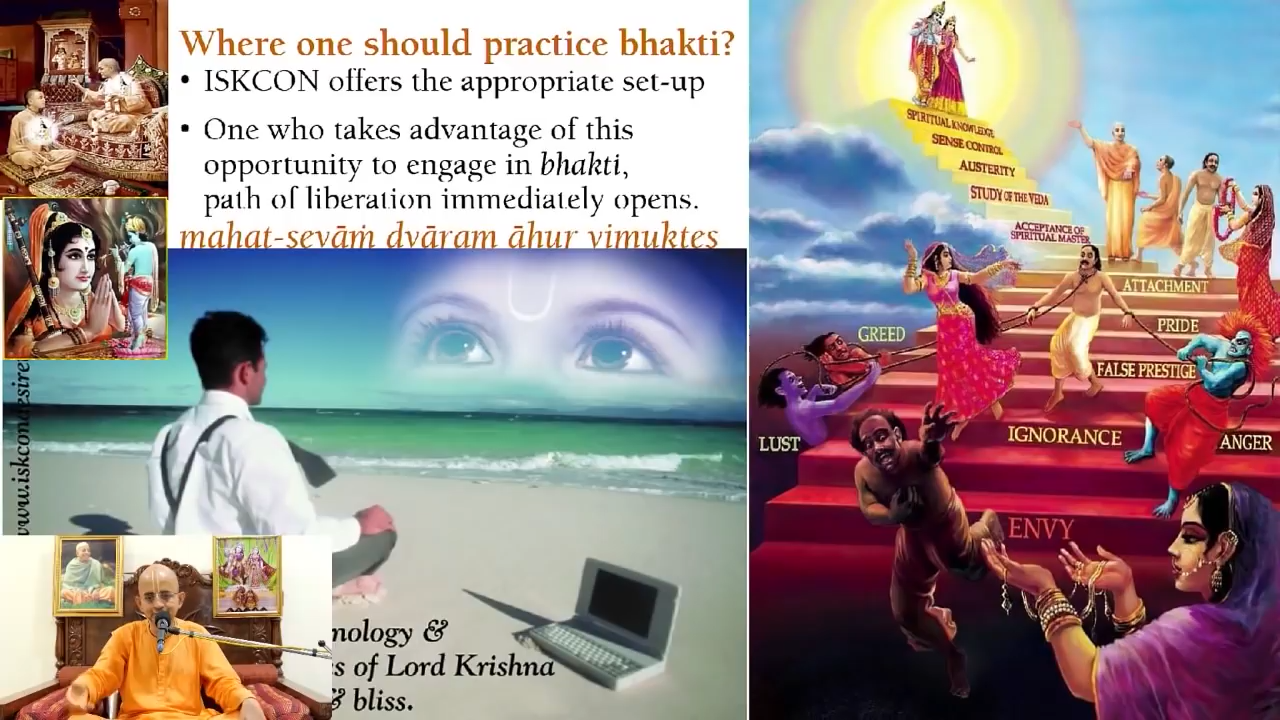 Where one should practice bhakti?
• ISKCON offers the appropriate set-up
• One who takes advantage of this
opportunity to engage in bhakti,
path of liberation immediately opens.
mahat-sevāṁ dvāram āhur vimuktes
nology &
of Lord Krishna
& bliss.
SPIRITUAL KNOWLEDGE
SENSE CONTROL
AUSTERITY
STUDY OF THE VEDA
ACCEPTANCE OF
SPIRITUAL MASTER
ATTACHMENT
PRIDE
GREED
FALSE PRESTIGE
IGNORANCE
ANGER
LUST
ENVY